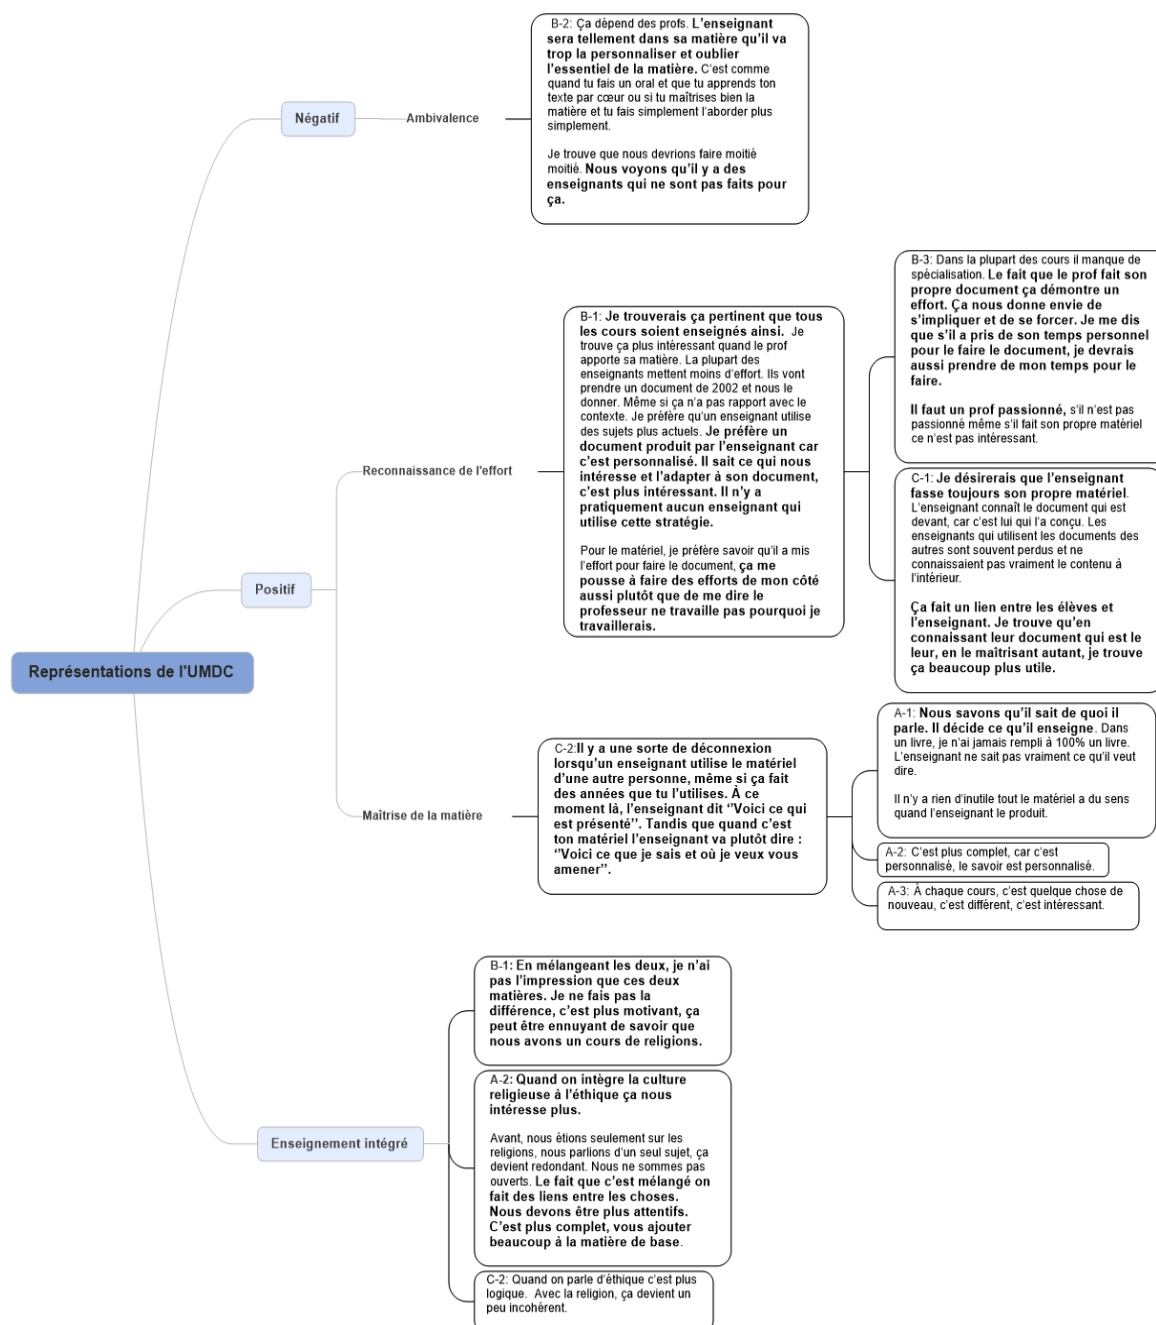 B-2: Ça dépend des profs. L'enseignant
sera tellement dans sa matière qu'il va
trop la personnaliser et oublier
l'essentiel de la matière. C'est comme
quand tu fais un oral et que tu apprends ton
texte par cœur ou si tu maîtrises bien la
matière et tu fais simplement l'aborder plus
simplement.
Je trouve que nous devrions faire moitié
moitié. Nous voyons qu'il y a des
enseignants qui ne sont pas faits pour
ça.
Négatif
Ambivalence
B-3: Dans la plupart des cours il manque de
spécialisation. Le fait que le prof fait son
propre document ça démontre un
effort. Ça nous donne envie de
s'impliquer et de se forcer. Je me dis
que s'il a pris de son temps personnel
pour le faire le document, je devrais
aussi prendre de mon temps pour le
faire.
Il faut un prof passionné, s'il n'est pas
passionné même s'il fait son propre matériel
ce n'est pas intéressant.
B-1: Je trouverais ça pertinent que tous
les cours soient enseignés ainsi. Je
trouve ça plus intéressant quand le prof
apporte sa matière. La plupart des
enseignants mettent moins d'effort. Ils vont
prendre un document de 2002 et nous le
donner. Même si ça n'a pas rapport avec le
contexte. Je préfère qu'un enseignant utilise
des sujets plus actuels. Je préfère un
document produit par l'enseignant car
c'est personnalisé. Il sait ce qui nous
intéresse et l'adapter à son document,
c'est plus intéressant. Il n'y a
pratiquement aucun enseignant qui
utilise cette stratégie.
Pour le matériel, je préfère savoir qu'il a mis
l'effort pour faire le document, ça me
pousse à faire des efforts de mon côté
aussi plutôt que de me dire le
professeur ne travaille pas pourquoi je
travaillerais.
Reconnaissance de l'effort
C-1: Je désirerais que l'enseignant
fasse toujours son propre matériel.
L'enseignant connaît le document qui est
devant, car c'est lui qui l'a conçu. Les
enseignants qui utilisent les documents des
autres sont souvent perdus et ne
connaissaient pas vraiment le contenu à
l'intérieur.
Ça fait un lien entre les élèves et
l'enseignant. Je trouve qu'en
connaissant leur document qui est le
leur, en le maîtrisant autant, je trouve
ça beaucoup plus utile.
Positif
Représentations de l'UMDC
A-1: Nous savons qu'il sait de quoi il
parle. Il décide ce qu'il enseigne. Dans
un livre, je n'ai jamais rempli à 100% un livre.
L'enseignant ne sait pas vraiment ce qu'il veut
dire.
Il n'y a rien d'inutile tout le matériel a du sens
quand l'enseignant le produit.
C-2:Il y a une sorte de déconnexion
lorsqu'un enseignant utilise le matériel
d'une autre personne, même si ça fait
des années que tu l'utilises. À ce
moment là, l'enseignant dit ‘'Voici ce qui
est présenté''. Tandis que quand c'est
ton matériel l'enseignant va plutôt dire :
‘'Voici ce que je sais et où je veux vous
amener''.
Maîtrise de la matière
A-2: C'est plus complet, car c'est
personnalisé, le savoir est personnalisé.
A-3: À chaque cours, c'est quelque chose de
nouveau, c'est différent, c'est intéressant.
B-1: En mélangeant les deux, je n'ai
pas l'impression que ces deux
matières. Je ne fais pas la
différence, c'est plus motivant, ça
peut être ennuyant de savoir que
nous avons un cours de religions.
A-2: Quand on intègre la culture
religieuse à l'éthique ça nous
intéresse plus.
Avant, nous étions seulement sur les
religions, nous parlions d'un seul sujet, ça
devient redondant. Nous ne sommes pas
ouverts. Le fait que c'est mélangé on
fait des liens entre les choses.
Nous devons être plus attentifs.
C'est plus complet, vous ajouter
beaucoup à la matière de base.
Enseignement intégré
C-2: Quand on parle d'éthique c'est plus
logique. Avec la religion, ça devient un
peu incohérent.